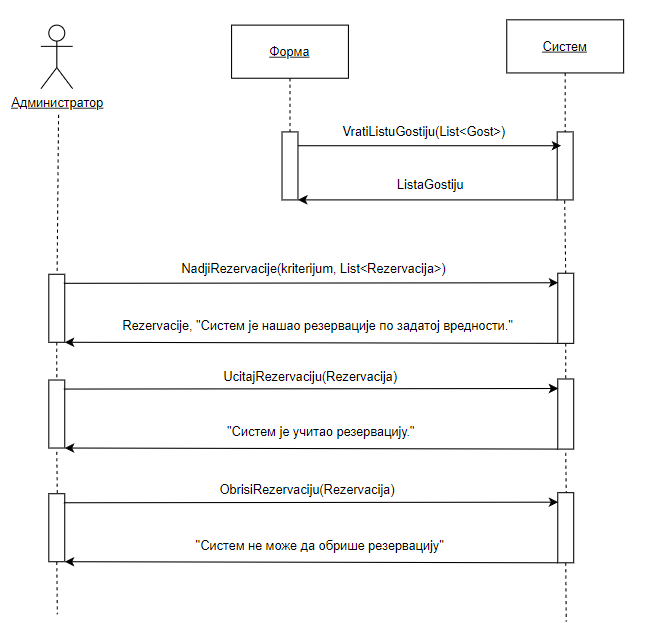 Форма
Систем
Администратор
VratiListuGostiju(List<Gost>)
ListaGostiju
NadjiRezervacije(kriterijum, List<Rezervacija>)
Rezervacije, "Систем је нашао резервације по задатој вредности."
UcitajRezervaciju(Rezervacija)
"Систем је учитао резервацију."
ObrisiRezervaciju(Rezervacija)
"Систем не може да обрише резервацију"